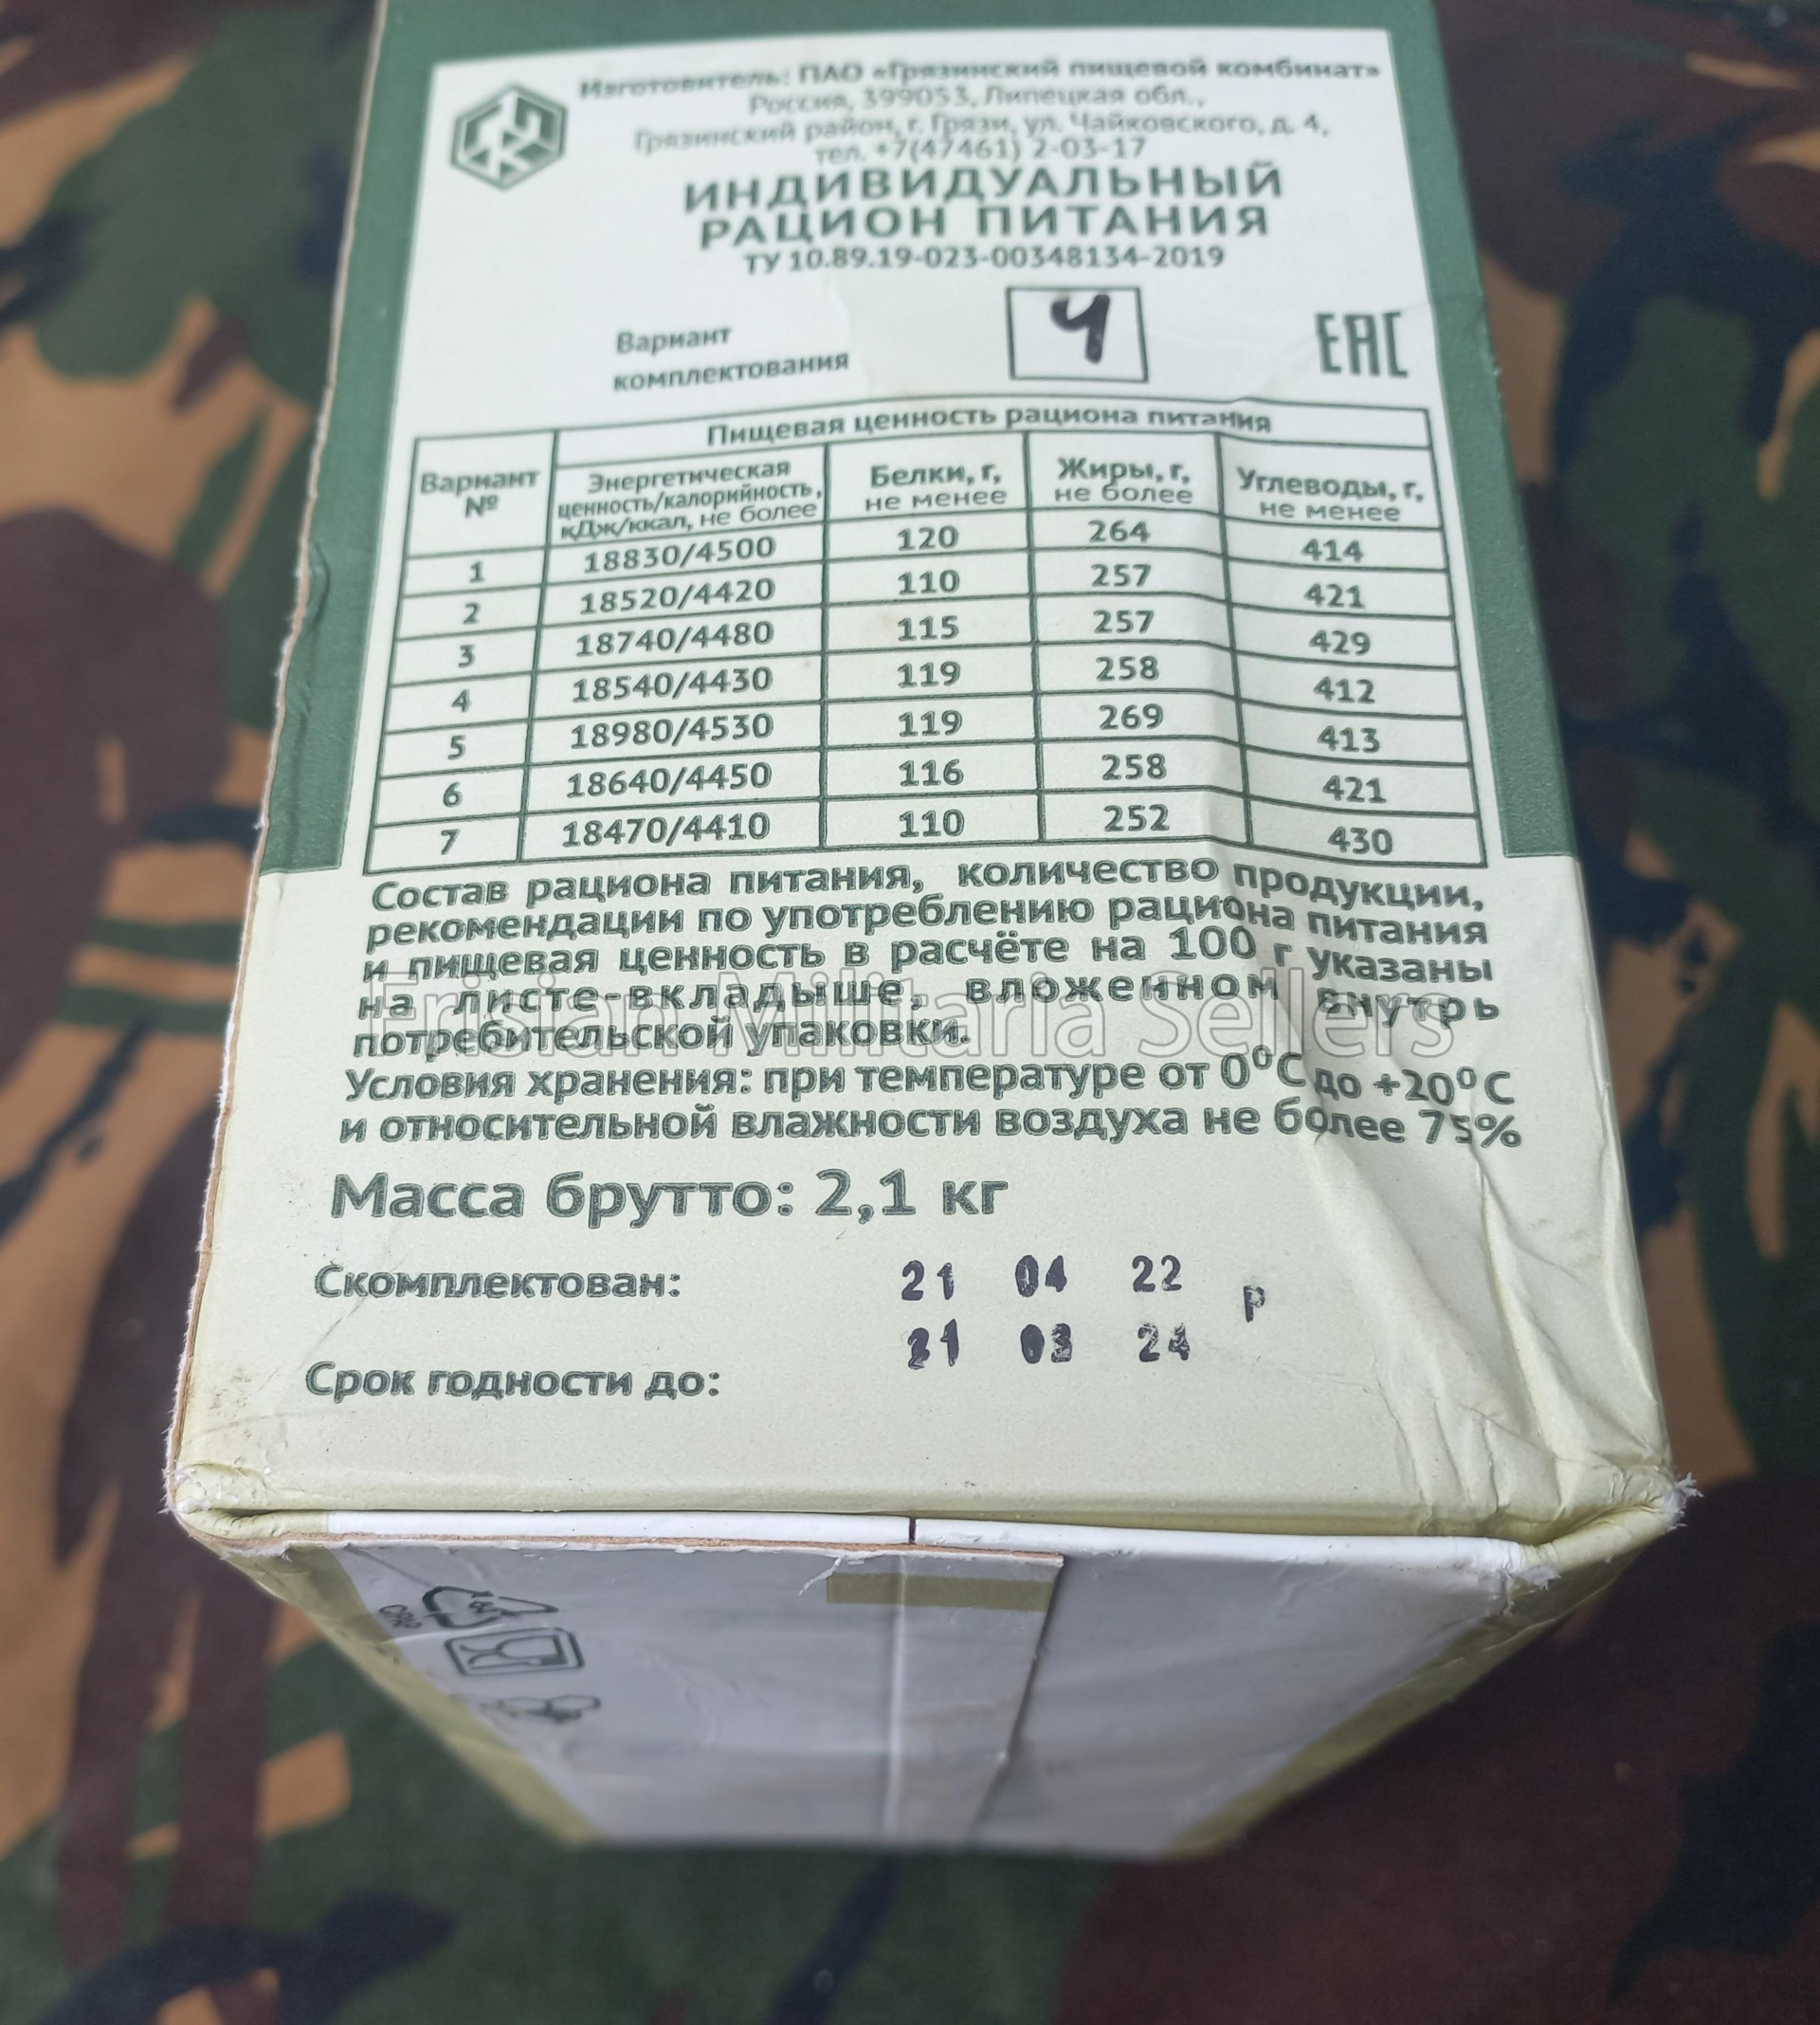 Изготовитель: ПАО «Грязинский пищевой комбинат»
Россия, 399053, Липецкая обл.,
Грязинский район, г. Грязи, ул. Чайковского, д. 4,
тел. +7(47461) 2-03-17
ИНДИВИДУАЛЬНЫЙ
РАЦИОН ПИТАНИЯ
ТУ 10.89.19-023-00348134-2019
Вариант
комплектования
4
ЕАС
Пищевая ценность рациона питания
Вариант
№
Энергетическая
ценность/калорийность,
кДж/ккал, не более
Белки, г,
не менее
Жиры, г,
не более
Углеводы, г,
не менее
1 18830/4500 120 264 414
2 18520/4420 110 257 421
3 18740/4480 115 257 429
4 18540/4430 119 258 412
5 18980/4530 119 269 413
6 18640/4450 116 258 421
7 18470/4410 110 252 430
Состав рациона питания, количество продукции,
рекомендации по употреблению рациона питания
и пищевая ценность в расчёте на 100 г указаны
на листе-вкладыше, вложенном внутрь
потребительской упаковки.
Frisian Militaria Sellers
Условия хранения: при температуре от 0°С до +20°С
и относительной влажности воздуха не более 75%
Масса брутто: 2,1 кг
Скомплектован: 21 04 22 Р
Срок годности до: 21 03 24